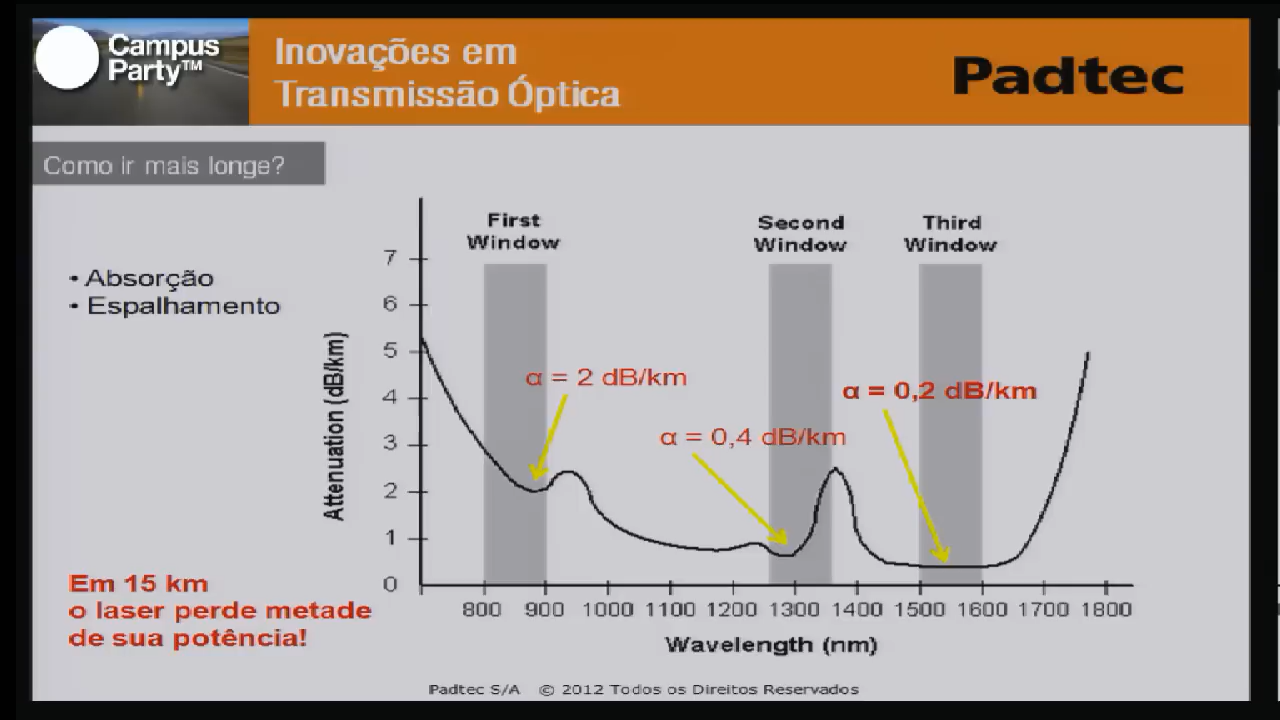 Campus
Party™
Inovações em
Transmissão Óptica
Padtec
Como ir mais longe?
• Absorção
• Espalhamento
First
Window
Second
Window
Third
Window
7
6
5
4
3
2
1
0
Attenuation (dB/km)
α = 2 dB/km
α = 0,4 dB/km
α = 0,2 dB/km
800 900 1000 1100 1200 1300 1400 1500 1600 1700 1800
Wavelength (nm)
Em 15 km
o laser perde metade
de sua potência!
Padtec S/A © 2012 Todos os Direitos Reservados